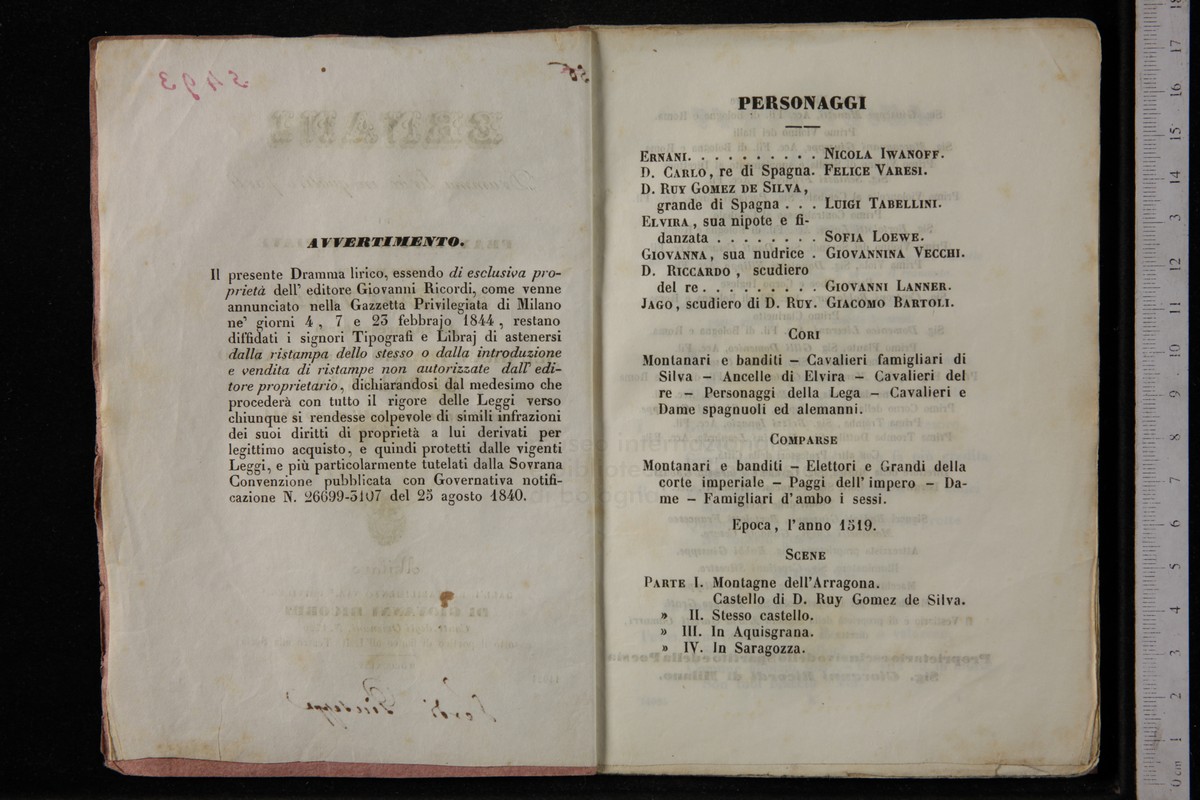 AVVERTIMENTO.
Il presente Dramma lirico, essendo di esclusiva pro-
prietà dell' editore Giovanni Ricordi, come venne
annunciato nella Gazzetta Privilegiata di Milano
ne' giorni 4, 7 e 23 febbrajo 1844, restano
diffidati i signori Tipografi e Libraj di astenersi
dalla ristampa dello stesso o dalla introduzione
e vendita di ristampe non autorizzate dall' edi-
tore proprietario, dichiarandosi dal medesimo che
procederà con tutto il rigore delle Leggi verso
chiunque si rendesse colpevole di simili infrazioni
dei suoi diritti di proprietà a lui derivati per
legittimo acquisto, e quindi protetti dalle vigenti
Leggi, e più particolarmente tutelati dalla Sovrana
Convenzione pubblicata con Governativa notifi-
cazione N. 26699-5107 del 25 agosto 1840.
PERSONAGGI
ERNANI. . . . . . . . . . NICOLA IWANOFF.
D. CARLO, re di Spagna. FELICE VARESI.
D. RUY GOMEZ DE SILVA,
grande di Spagna . . . LUIGI TABELLINI.
ELVIRA, sua nipote e fi-
danzata . . . . . . . . SOFIA LOEWE.
GIOVANNA, sua nudrice . GIOVANNINA VECCHI.
D. RICCARDO, scudiero
del re . . . . . . . . . GIOVANNI LANNER.
JAGO, scudiero di D. RUY. GIACOMO BARTOLI.
CORI
Montanari e banditi — Cavalieri famigliari di
Silva — Ancelle di Elvira — Cavalieri del
re — Personaggi della Lega — Cavalieri e
Dame spagnuoli ed alemanni.
COMPARSE
Montanari e banditi — Elettori e Grandi della
corte imperiale — Paggi dell' impero — Da-
me — Famigliari d'ambo i sessi.
Epoca, l'anno 1519.
SCENE
PARTE I. Montagne dell'Arragona.
Castello di D. Ruy Gomez de Silva.
» II. Stesso castello.
» III. In Aquisgrana.
» IV. In Saragozza.